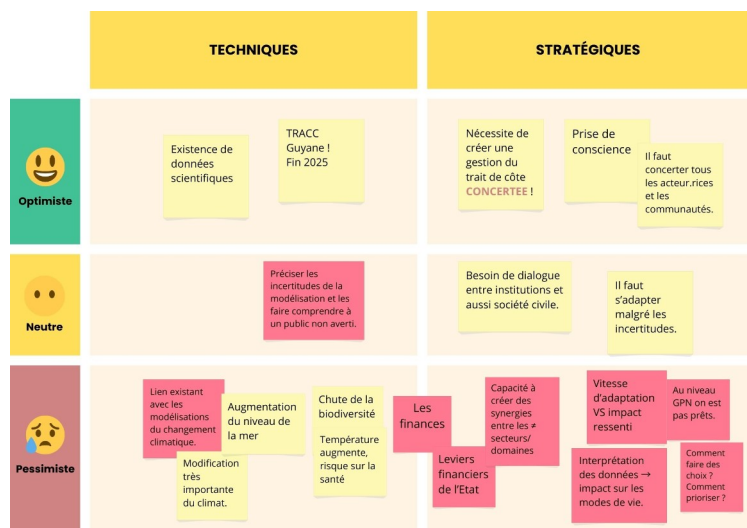 TECHNIQUES
STRATÉGIQUES
Optimiste
Existence de
données
scientifiques
TRACC
Guyane !
Fin 2025
Nécessite de
créer une
gestion du
trait de côte
CONCERTEE !
Prise de
conscience
Il faut
concerter tous
les acteur.rices
et les
communautés.
Neutre
Préciser les
incertitudes de la
modélisation et les
faire comprendre à
un public non averti.
Besoin de dialogue
entre institutions et
aussi société civile.
Il faut
s'adapter
malgré les
incertitudes.
Pessimiste
Lien existant
avec les
modélisations
du changement
climatique.
Augmentation
du niveau de
la mer
Modification
très
importante
du climat.
Chute de la
biodiversité
Température
augmente,
risque sur la
santé
Les
finances
Leviers
financiers
de l'Etat
Capacité à
créer des
synergies
entre les ≠
secteurs/
domaines
Vitesse
d'adaptation
VS impact
ressenti
Au niveau
GPN on est
pas prêts.
Interprétation
des données →
impact sur les
modes de vie.
Comment
faire des
choix ?
Comment
prioriser ?